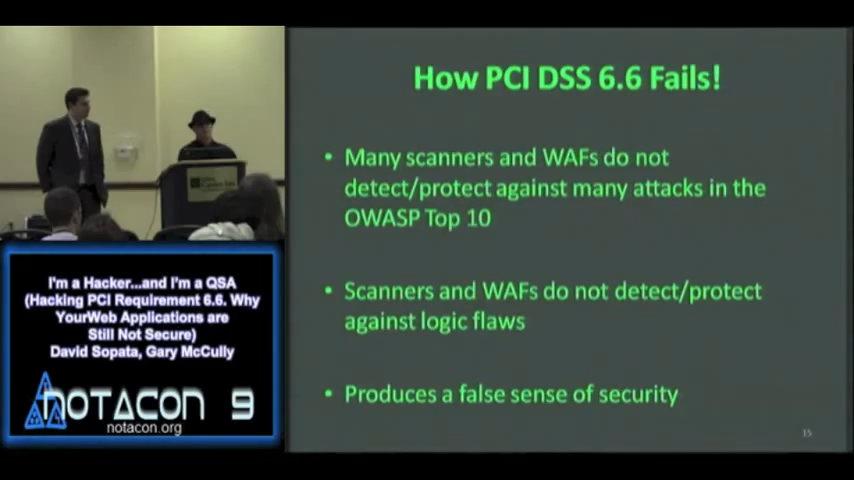 How PCI DSS 6.6 Fails!
• Many scanners and WAFs do not
detect/protect against many attacks in the
OWASP Top 10
• Scanners and WAFs do not detect/protect
against logic flaws
• Produces a false sense of security
15
I'm a Hacker...and I'm a QSA
(Hacking PCI Requirement 6.6. Why
YourWeb Applications are
Still Not Secure)
David Sopata, Gary McCully
NOTACON 9
notacon.org